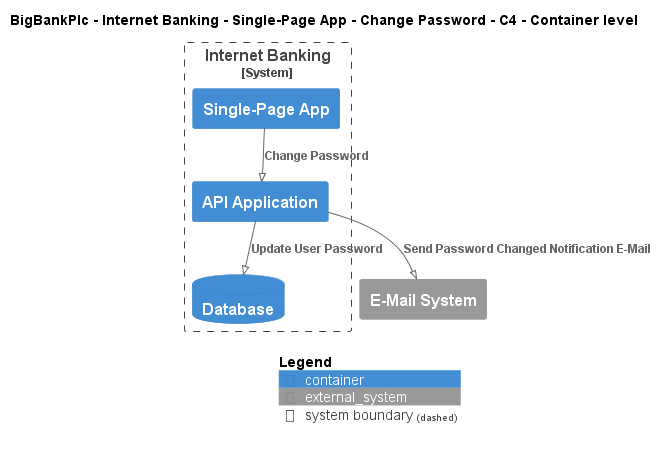 BigBankPlc - Internet Banking - Single-Page App - Change Password - C4 - Container level
Internet Banking
[System]
Single-Page App
Change Password
API Application
Update User Password
Send Password Changed Notification E-Mail
Database
E-Mail System
Legend
container
external_system
system boundary (dashed)